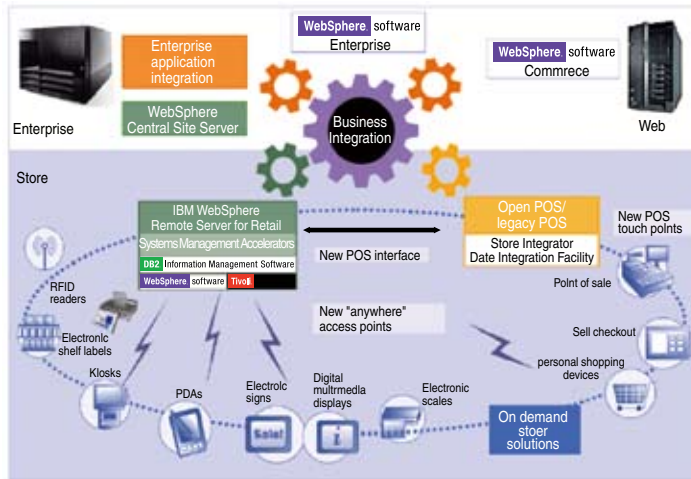 WebSphere. software
Enterprise
WebSphere. software
Commrece
Enterprise
application
integration
WebSphere
Central Site Server
Enterprise
Business
Integration
Web
Store
IBM WebSphere
Remote Server for Retail
Systems Management Accelerators
DB2 Information Management Software
WebSphere software Tivoli
Open POS/
legacy POS
Store Integrator
Date Integration Facility
New POS
touch points
New POS interface
Point of sale
RFID
readers
New "anywhere"
access points
Sell checkout
Electronic
shelf labels
Klosks
PDAs
Electrolc
signs
Sale!
Digital
multrmedia
displays
i
Electronic
scales
personal shopping
devices
On demand
stoer
solutions